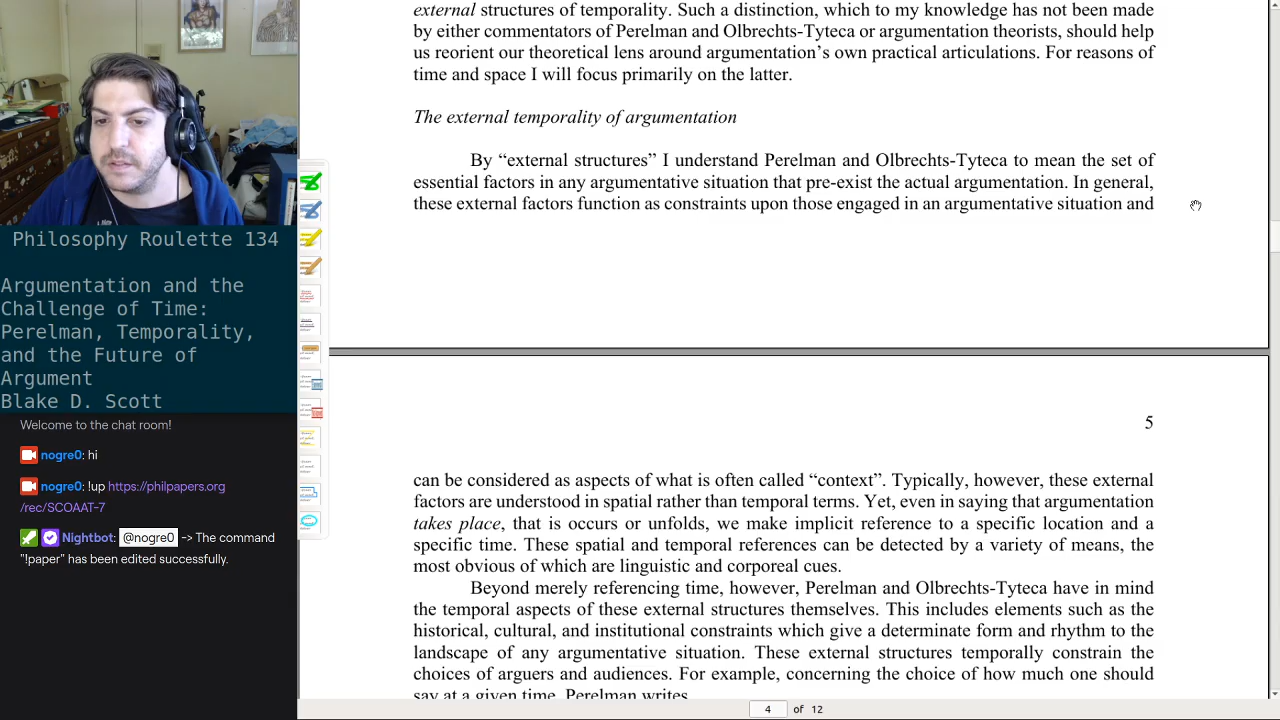 external structures of temporality. Such a distinction, which to my knowledge has not been made
by either commentators of Perelman and Olbrechts-Tyteca or argumentation theorists, should help
us reorient our theoretical lens around argumentation's own practical articulations. For reasons of
time and space I will focus primarily on the latter.
The external temporality of argumentation
By “external structures” I understand Perelman and Olbrechts-Tyteca to mean the set of
essential factors in any argumentative situation that pre-exist the actual argumentation. In general,
these external factors function as constraints upon those engaged in an argumentative situation and
5
can be considered as aspects of what is often called “context”. Typically, however, these external
factors are understood in spatial rather than temporal terms. Yet even in saying that argumentation
takes place, that it occurs or unfolds, we make implicit reference to a specific location and a
specific time. These spatial and temporal references can be detected by a variety of means, the
most obvious of which are linguistic and corporeal cues.
Beyond merely referencing time, however, Perelman and Olbrechts-Tyteca have in mind
the temporal aspects of these external structures themselves. This includes elements such as the
historical, cultural, and institutional constraints which give a determinate form and rhythm to the
landscape of any argumentative situation. These external structures temporally constrain the
choices of arguers and audiences. For example, concerning the choice of how much one should
say at a given time, Perelman writes
4 of 12
Philosophy Roulette 134
Argumentation and the
Challenge of Time:
Perelman, Temporality,
and the Future of
Argument
Blake D. Scott
Welcome to the chat room!
nogre0: hi
nogre0: !up https://philpapers.org
/rec/SCOAAT-7
Nightbot: @nogre0 -> The command
"!paper" has been edited successfully.